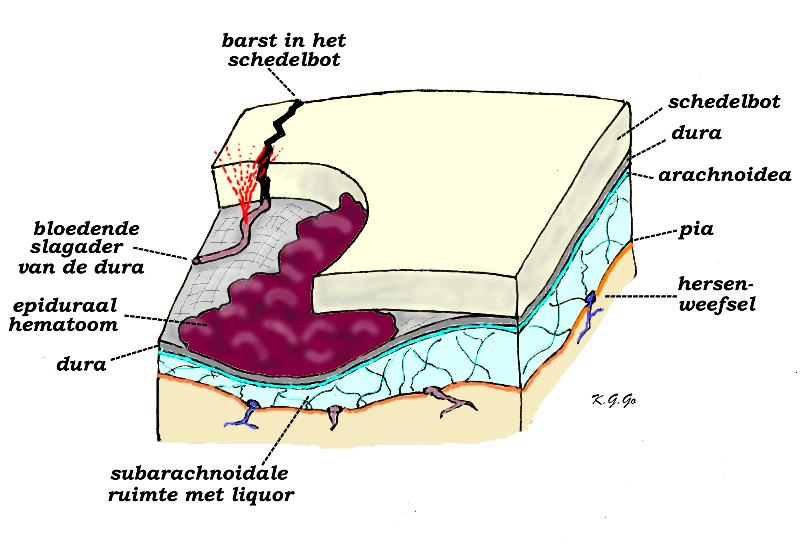 barst in het
schedelbot
schedelbot
dura
arachnoidea
bloedende
slagader
van de dura
pia
epiduraal
hematoom
hersen-
weefsel
dura
K.G.Go
subarachnoidale
ruimte met liquor